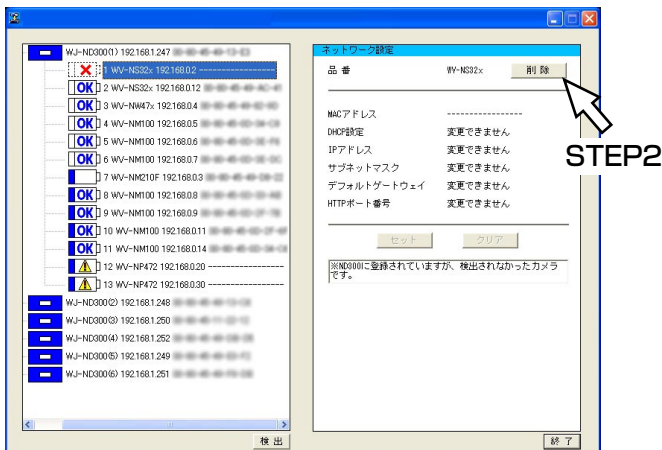 WJ-ND300(1) 192.168.1.247
1 WV-NS32x 192.168.0.2 -----------------
OK 2 WV-NS32x 192.168.0.12
OK 3 WV-NW47x 192.168.0.4
OK 4 WV-NM100 192.168.0.5
OK 5 WV-NM100 192.168.0.6
OK 6 WV-NM100 192.168.0.7
7 WV-NM210F 192.168.0.3
OK 8 WV-NM100 192.168.0.8
OK 9 WV-NM100 192.168.0.9
OK 10 WV-NM100 192.168.0.11
OK 11 WV-NM100 192.168.0.14
12 WV-NP472 192.168.0.20 -----------------
13 WV-NP472 192.168.0.30 -----------------
WJ-ND300(2) 192.168.1.248
WJ-ND300(3) 192.168.1.250
WJ-ND300(4) 192.168.1.252
WJ-ND300(5) 192.168.1.249
WJ-ND300(6) 192.168.1.251
検出
ネットワーク設定
品番 WV-NS32x 削除
STEP2
MACアドレス -----------------
DHCP設定 変更できません
IPアドレス 変更できません
サブネットマスク 変更できません
デフォルトゲートウェイ 変更できません
HTTPポート番号 変更できません
セット クリア
※ND300に登録されていますが、検出されなかったカメラ
です。
終了